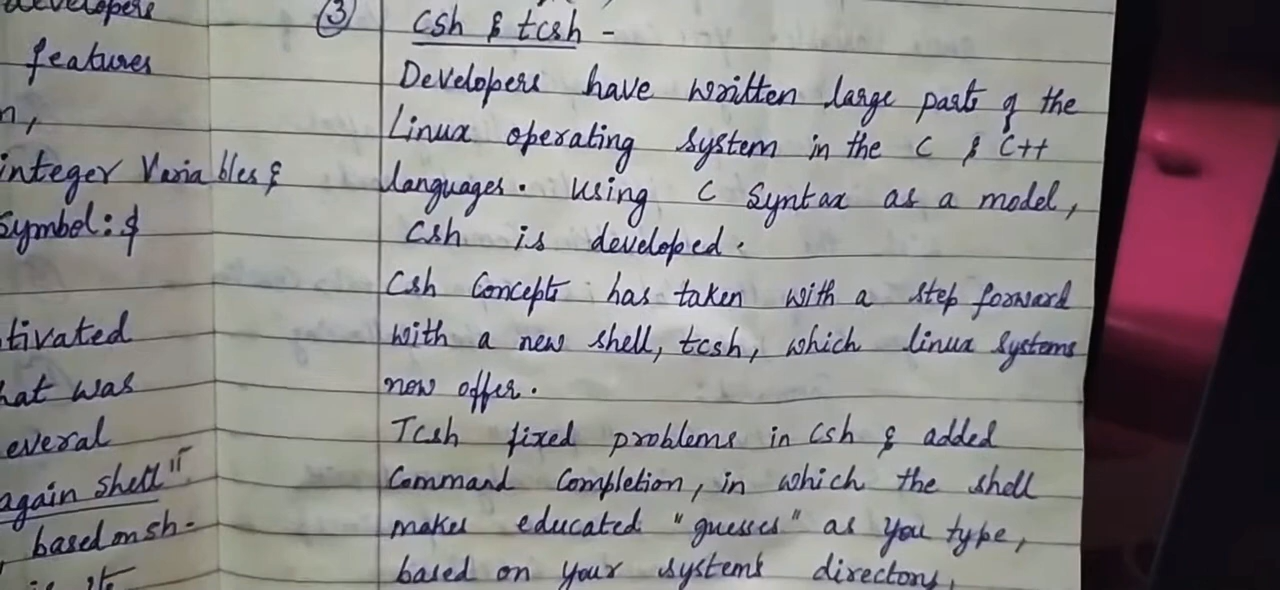 developers
features
n,
integer Variables &
Symbol: $
tivated
hat was
everal
again shell"
based on sh-
③ Csh & tcsh -
Developers have written large parts of the
Linux operating system in the C & C++
languages. Using C Syntax as a model,
Csh is developed.
Csh Concepts has taken with a step forward
with a new shell, tcsh, which linux systems
now offer.
Tcsh fixed problems in Csh & added
Command Completion, in which the shell
makes educated "guesses" as you type,
based on your systems directory,